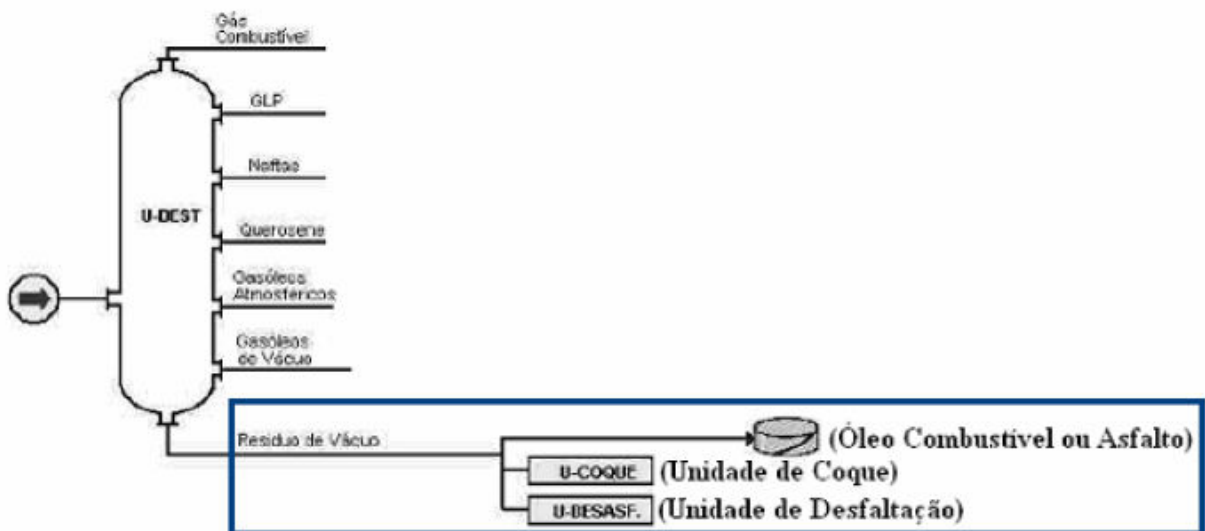 Gás
Combustível
GLP
Naftas
U-DEST
Querosene
Gasóleos
Atmosféricos
Gasóleos
de Vácuo
Resíduo de Vácuo
(Óleo Combustível ou Asfalto)
U-COQUE (Unidade de Coque)
U-DESASF. (Unidade de Desfaltação)